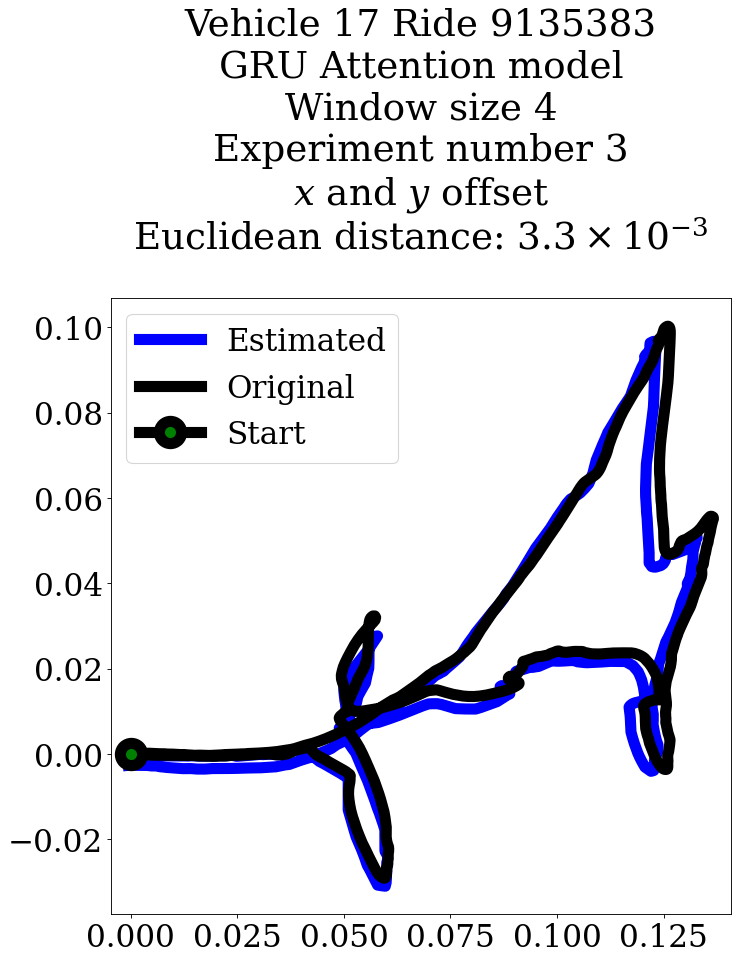 Vehicle 17 Ride 9135383
GRU Attention model
Window size 4
Experiment number 3
x and y offset
Euclidean distance: 3.3 × 10⁻³
Estimated
Original
Start
0.10
0.08
0.06
0.04
0.02
0.00
−0.02
0.000 0.025 0.050 0.075 0.100 0.125